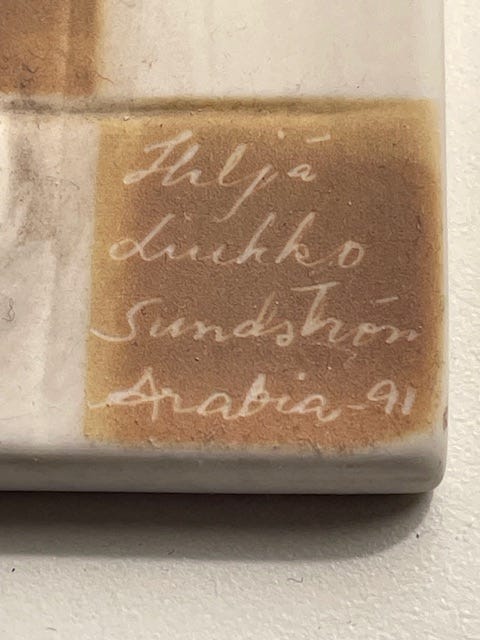 Hiljá
Liukko
Sundström
Arabia-91